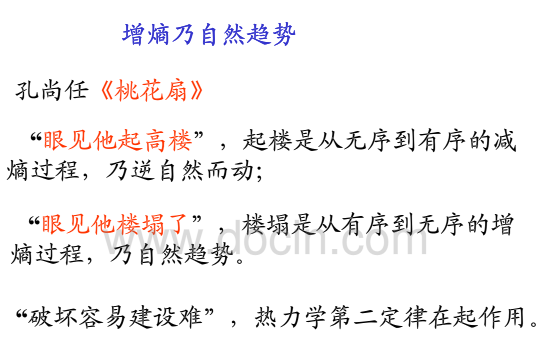 增熵乃自然趋势
孔尚任《桃花扇》
“眼见他起高楼”，起楼是从无序到有序的减
熵过程，乃逆自然而动；
“眼见他楼塌了”，楼塌是从有序到无序的增
熵过程，乃自然趋势。
www.docin.com
“破坏容易建设难”，热力学第二定律在起作用。